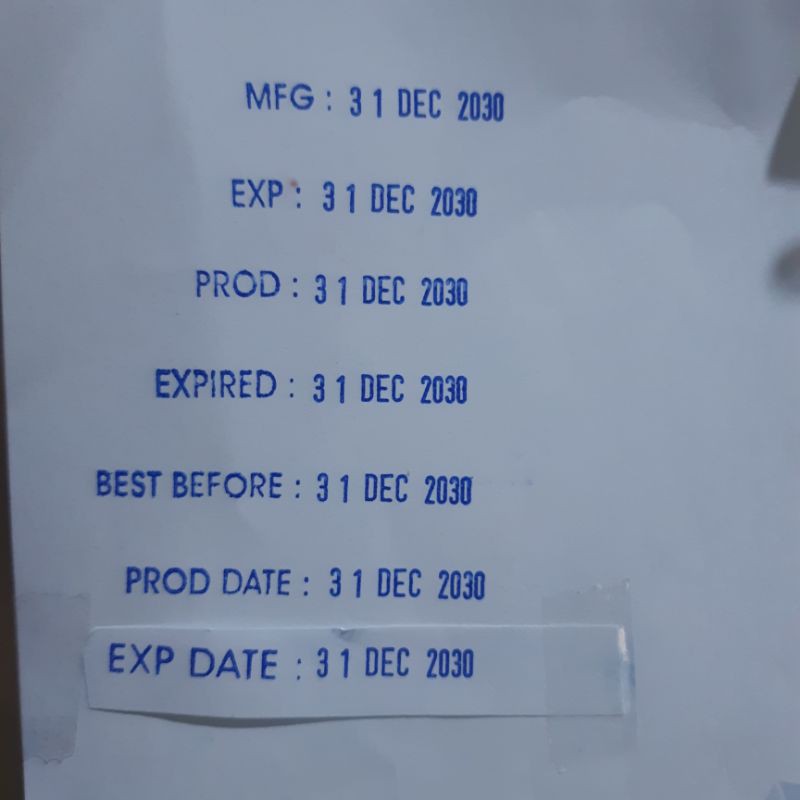 MFG : 31 DEC 2030
EXP : 31 DEC 2030
PROD : 31 DEC 2030
EXPIRED : 31 DEC 2030
BEST BEFORE : 31 DEC 2030
PROD DATE : 31 DEC 2030
EXP DATE : 31 DEC 2030